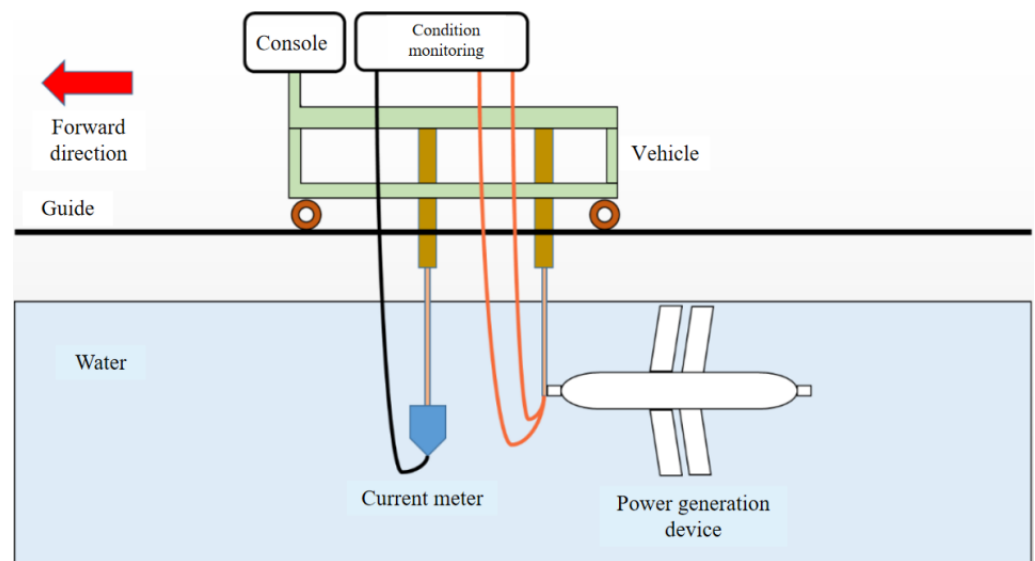 Console
Condition
monitoring
Forward
direction
Vehicle
Guide
Water
Current meter
Power generation
device